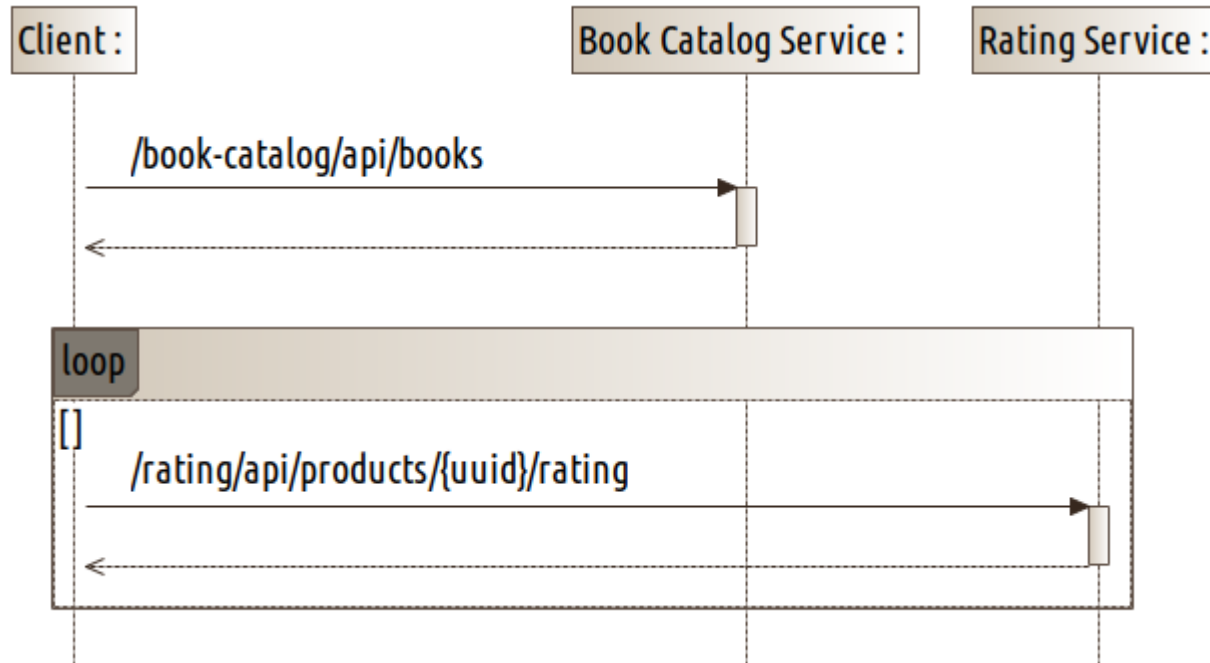 Client :
Book Catalog Service :
Rating Service :
/book-catalog/api/books
loop
[]
/rating/api/products/{uuid}/rating